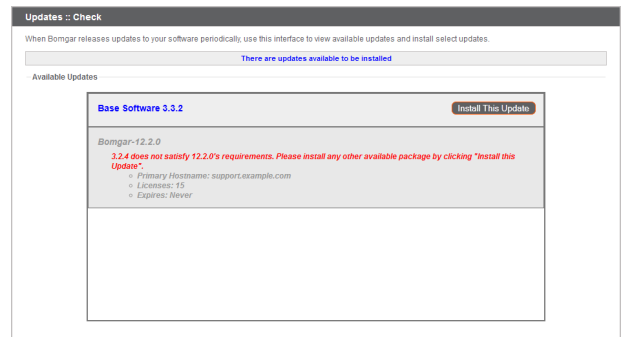 Updates :: Check
When Bomgar releases updates to your software periodically, use this interface to view available updates and install select updates.
There are updates available to be installed
Available Updates
Base Software 3.3.2
Install This Update
Bomgar-12.2.0
3.2.4 does not satisfy 12.2.0's requirements. Please install any other available package by clicking "Install this
Update".
Primary Hostname: support.example.com
Licenses: 15
Expires: Never